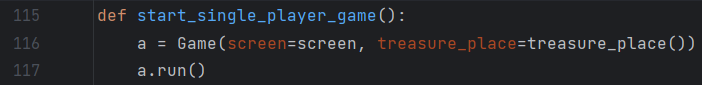 115 def start_single_player_game():
116     a = Game(screen=screen, treasure_place=treasure_place())
117     a.run()